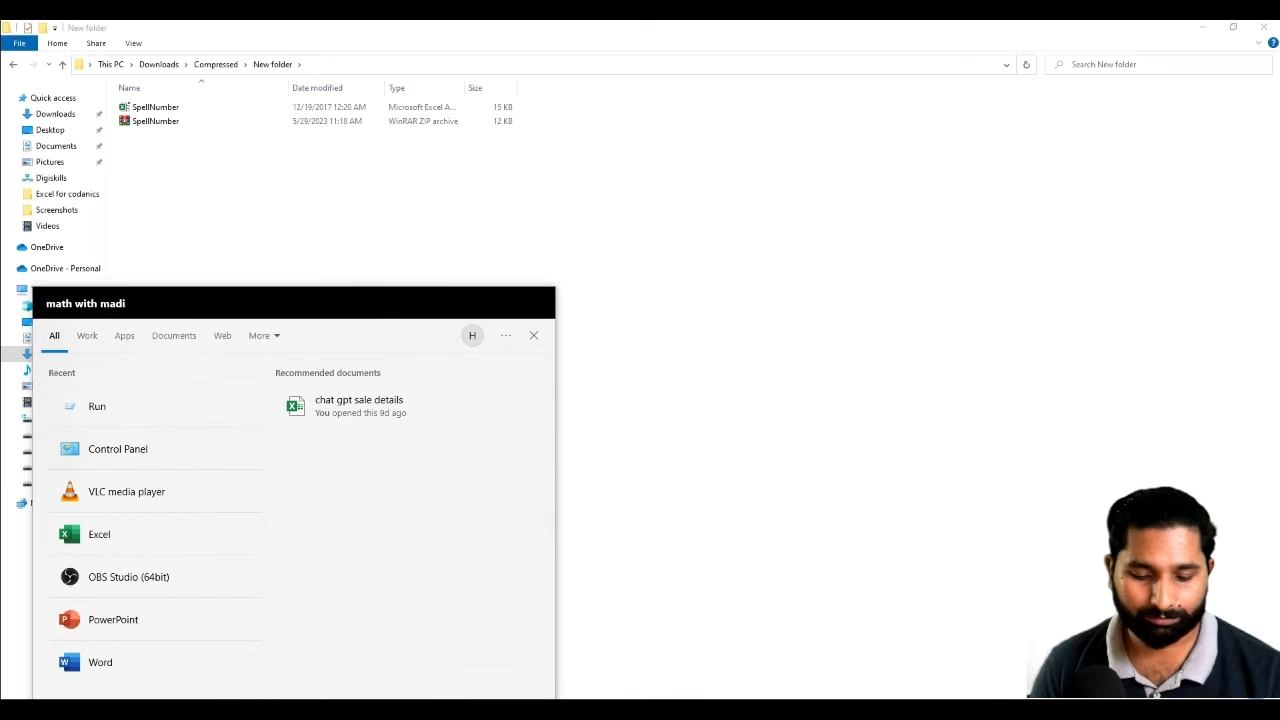 New folder
File Home Share View
This PC Downloads Compressed New folder
Search New folder
Name Date modified Type Size
SpellNumber 12/19/2017 12:20 AM Microsoft Excel A... 15 KB
SpellNumber 5/29/2023 11:18 AM WinRAR ZIP archive 12 KB
Quick access
Downloads
Desktop
Documents
Pictures
Digiskills
Excel for codanics
Screenshots
Videos
OneDrive
OneDrive - Personal
math with madi
All Work Apps Documents Web More H ...
Recent
Run
Control Panel
VLC media player
Excel
OBS Studio (64bit)
PowerPoint
Word
Recommended documents
chat gpt sale details
You opened this 9d ago